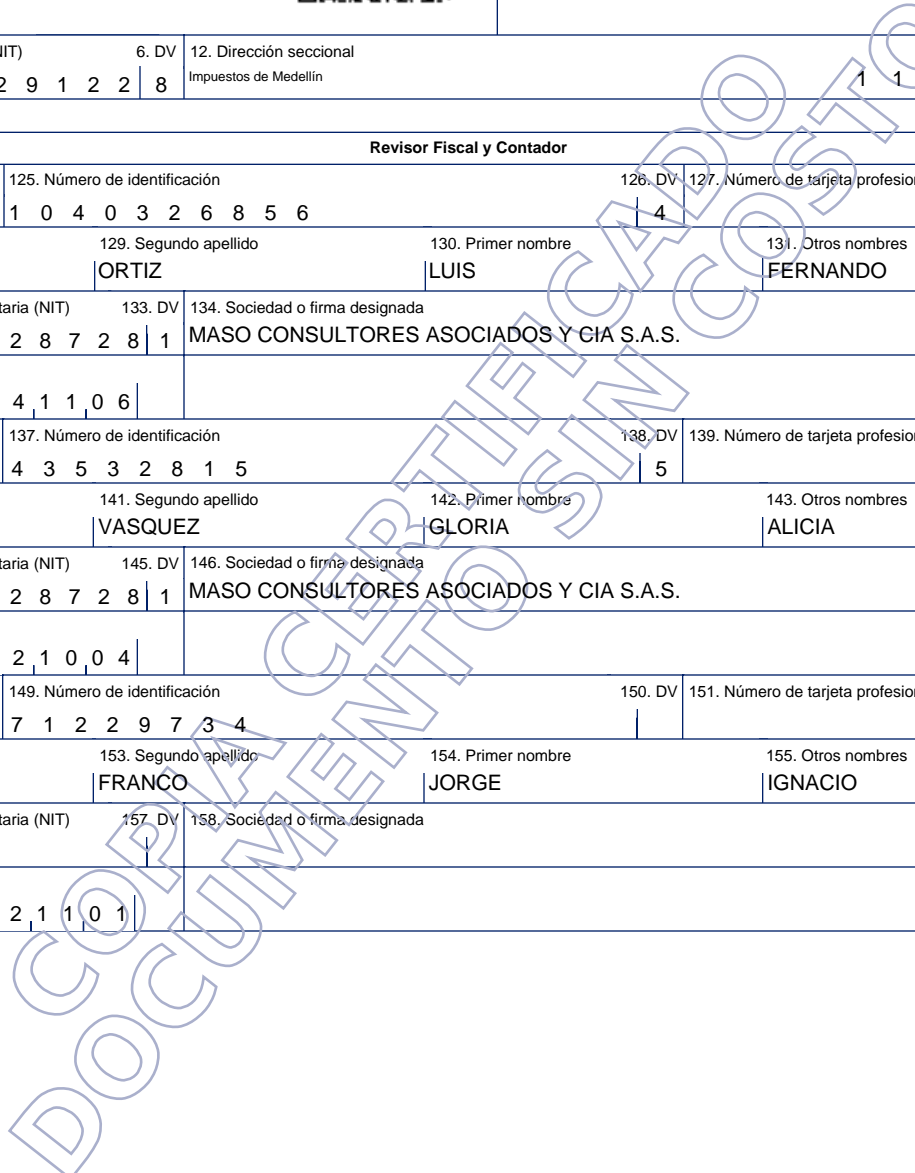 NIT) 6. DV 12. Dirección seccional
2 9 1 2 2 8 Impuestos de Medellín 1 1
Revisor Fiscal y Contador
125. Número de identificación 126. DV 127. Número de tarjeta profesion
1 0 4 0 3 2 6 8 5 6 4
129. Segundo apellido 130. Primer nombre 131. Otros nombres
ORTIZ LUIS FERNANDO
taria (NIT) 133. DV 134. Sociedad o firma designada
2 8 7 2 8 1 MASO CONSULTORES ASOCIADOS Y CIA S.A.S.
4 1 1 0 6
137. Número de identificación 138. DV 139. Número de tarjeta profesion
4 3 5 3 2 8 1 5 5
141. Segundo apellido 142. Primer nombre 143. Otros nombres
VASQUEZ GLORIA ALICIA
taria (NIT) 145. DV 146. Sociedad o firma designada
2 8 7 2 8 1 MASO CONSULTORES ASOCIADOS Y CIA S.A.S.
2 1 0 0 4
149. Número de identificación 150. DV 151. Número de tarjeta profesion
7 1 2 2 9 7 3 4
153. Segundo apellido 154. Primer nombre 155. Otros nombres
FRANCO JORGE IGNACIO
taria (NIT) 157. DV 158. Sociedad o firma designada
2 1 1 0 1
COPIA CERTIFICADO
DOCUMENTO SIN COSTO